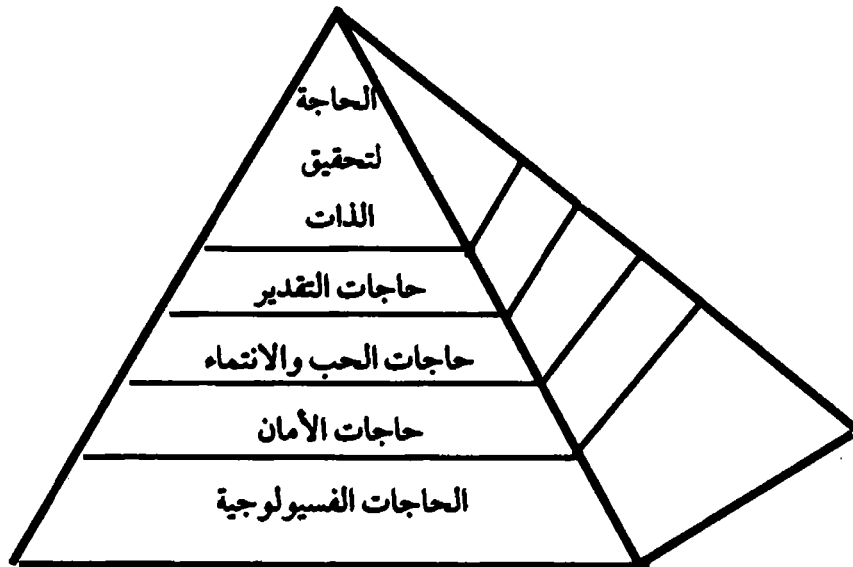 الحاجة
لتحقيق
الذات
حاجات التقدير
حاجات الحب والانتماء
حاجات الأمان
الحاجات الفسيولوجية